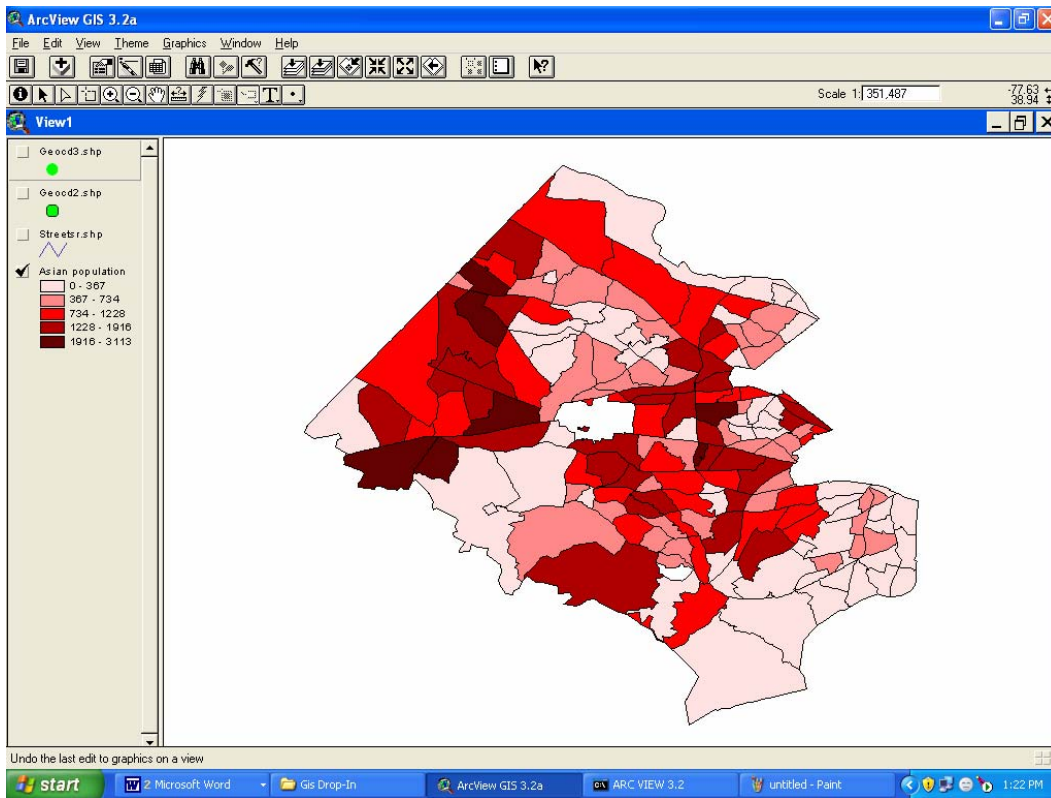 ArcView GIS 3.2a
File Edit View Theme Graphics Window Help
Scale 1: 351,487
-77.63
38.94
View1
Geocd3.shp
Geocd2.shp
Streetsr.shp
Asian population
0 - 367
367 - 734
734 - 1228
1228 - 1916
1916 - 3113
Undo the last edit to graphics on a view
start 2 Microsoft Word Gis Drop-In ArcView GIS 3.2a ARC VIEW 3.2 untitled - Paint 1:22 PM